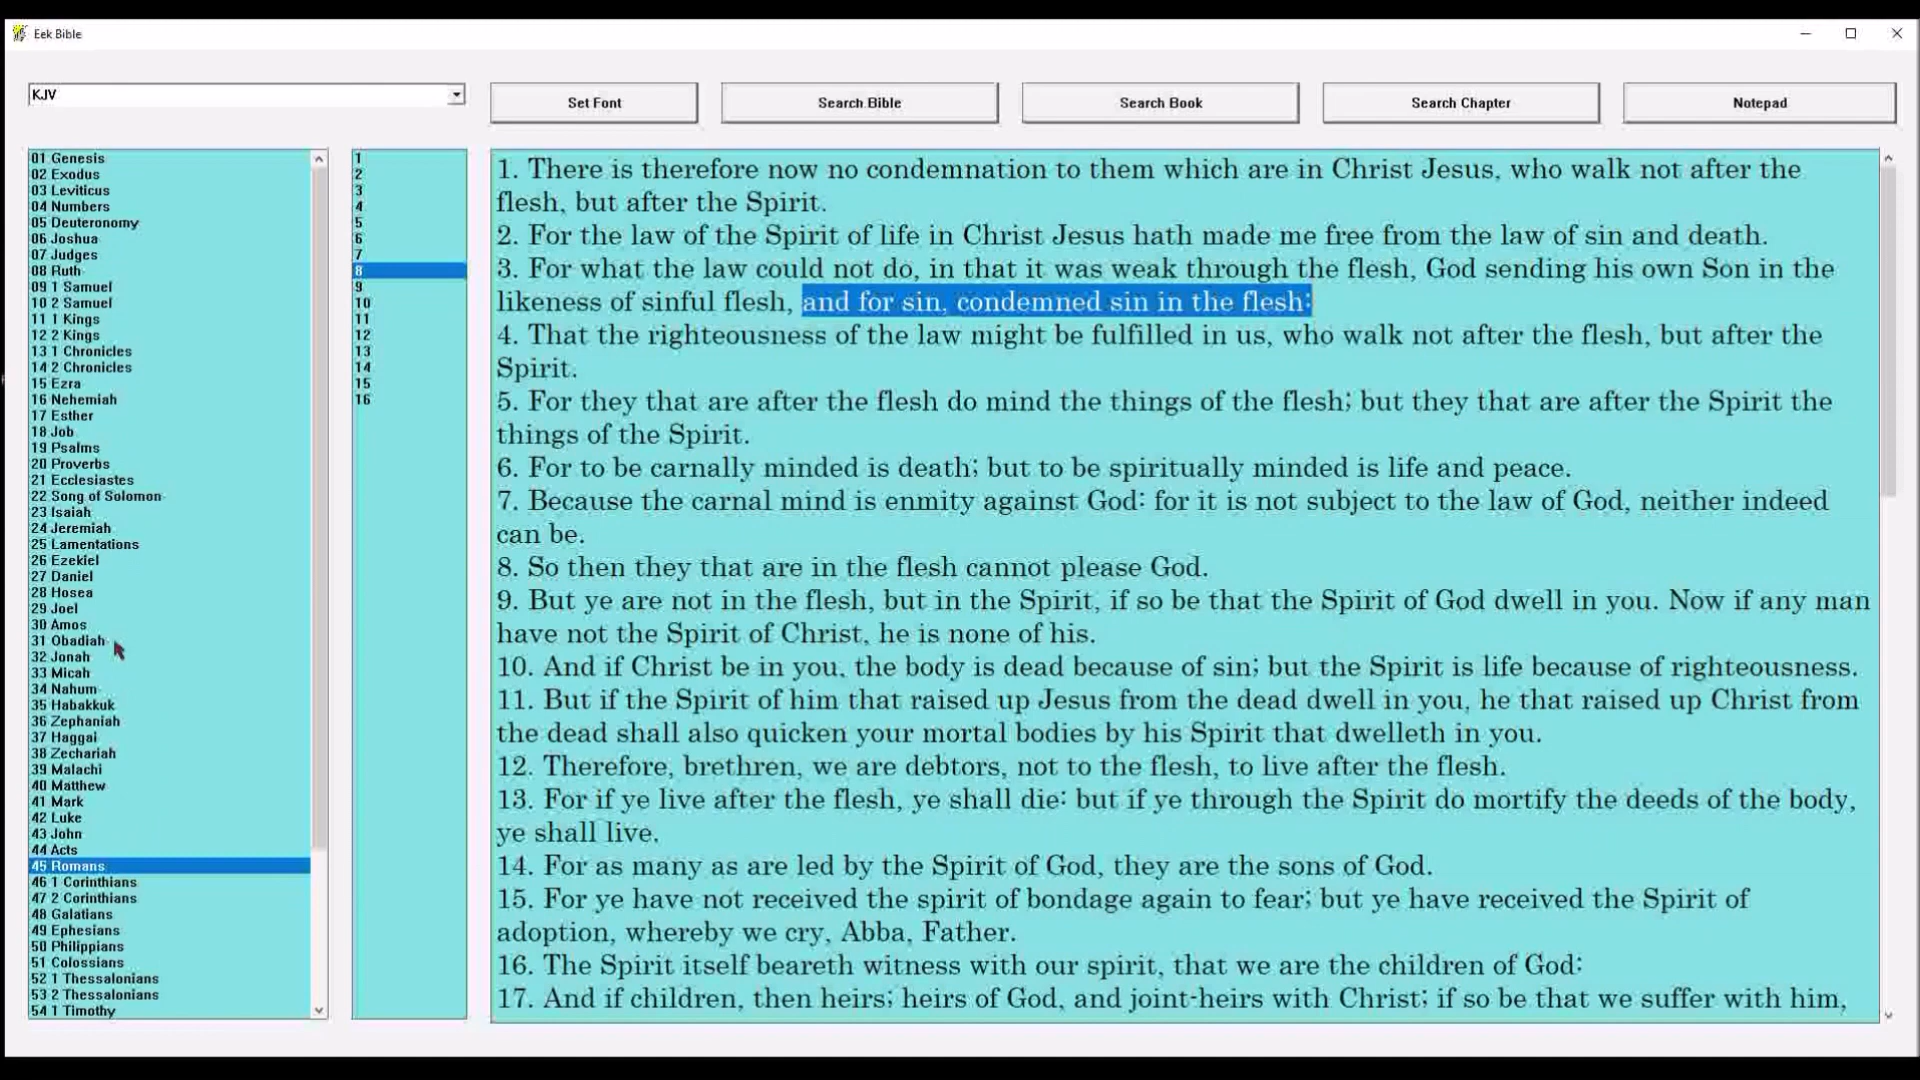 Eek Bible
KJV
Set Font
Search Bible
Search Book
Search Chapter
Notepad
01 Genesis
02 Exodus
03 Leviticus
04 Numbers
05 Deuteronomy
06 Joshua
07 Judges
08 Ruth
09 1 Samuel
10 2 Samuel
11 1 Kings
12 2 Kings
13 1 Chronicles
14 2 Chronicles
15 Ezra
16 Nehemiah
17 Esther
18 Job
19 Psalms
20 Proverbs
21 Ecclesiastes
22 Song of Solomon
23 Isaiah
24 Jeremiah
25 Lamentations
26 Ezekiel
27 Daniel
28 Hosea
29 Joel
30 Amos
31 Obadiah
32 Jonah
33 Micah
34 Nahum
35 Habakkuk
36 Zephaniah
37 Haggai
38 Zechariah
39 Malachi
40 Matthew
41 Mark
42 Luke
43 John
44 Acts
45 Romans
46 1 Corinthians
47 2 Corinthians
48 Galatians
49 Ephesians
50 Philippians
51 Colossians
52 1 Thessalonians
53 2 Thessalonians
54 1 Timothy
1
2
3
4
5
6
7
8
9
10
11
12
13
14
15
16
1. There is therefore now no condemnation to them which are in Christ Jesus, who walk not after the
flesh, but after the Spirit.
2. For the law of the Spirit of life in Christ Jesus hath made me free from the law of sin and death.
3. For what the law could not do, in that it was weak through the flesh, God sending his own Son in the
likeness of sinful flesh, and for sin, condemned sin in the flesh:
4. That the righteousness of the law might be fulfilled in us, who walk not after the flesh, but after the
Spirit.
5. For they that are after the flesh do mind the things of the flesh; but they that are after the Spirit the
things of the Spirit.
6. For to be carnally minded is death; but to be spiritually minded is life and peace.
7. Because the carnal mind is enmity against God: for it is not subject to the law of God, neither indeed
can be.
8. So then they that are in the flesh cannot please God.
9. But ye are not in the flesh, but in the Spirit, if so be that the Spirit of God dwell in you. Now if any man
have not the Spirit of Christ, he is none of his.
10. And if Christ be in you, the body is dead because of sin; but the Spirit is life because of righteousness.
11. But if the Spirit of him that raised up Jesus from the dead dwell in you, he that raised up Christ from
the dead shall also quicken your mortal bodies by his Spirit that dwelleth in you.
12. Therefore, brethren, we are debtors, not to the flesh, to live after the flesh.
13. For if ye live after the flesh, ye shall die: but if ye through the Spirit do mortify the deeds of the body,
ye shall live.
14. For as many as are led by the Spirit of God, they are the sons of God.
15. For ye have not received the spirit of bondage again to fear; but ye have received the Spirit of
adoption, whereby we cry, Abba, Father.
16. The Spirit itself beareth witness with our spirit, that we are the children of God:
17. And if children, then heirs; heirs of God, and joint-heirs with Christ; if so be that we suffer with him,